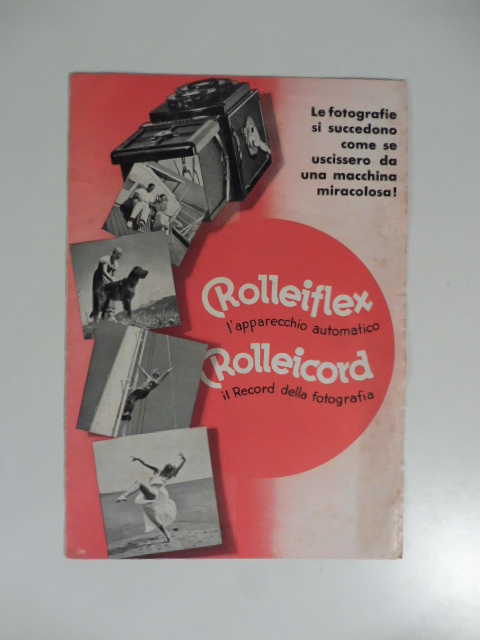 Le fotografie
si succedono
come se
uscissero da
una macchina
miracolosa!
Rolleiflex
l'apparecchio automatico
Rolleicord
il Record della fotografia